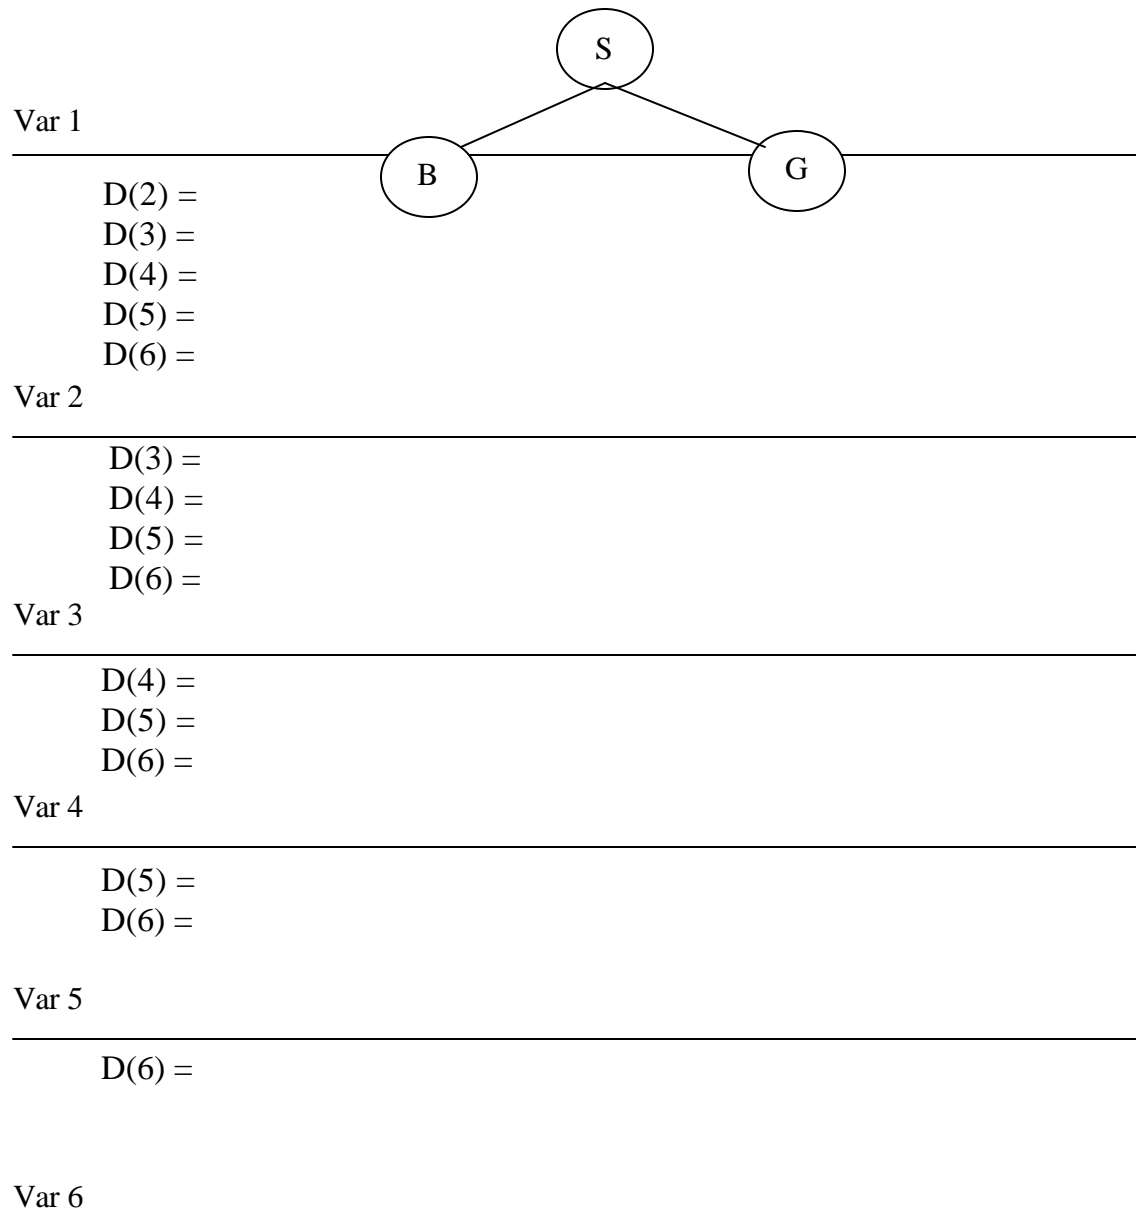 S
Var 1
B
G
D(2) =
D(3) =
D(4) =
D(5) =
D(6) =
Var 2
D(3) =
D(4) =
D(5) =
D(6) =
Var 3
D(4) =
D(5) =
D(6) =
Var 4
D(5) =
D(6) =
Var 5
D(6) =
Var 6